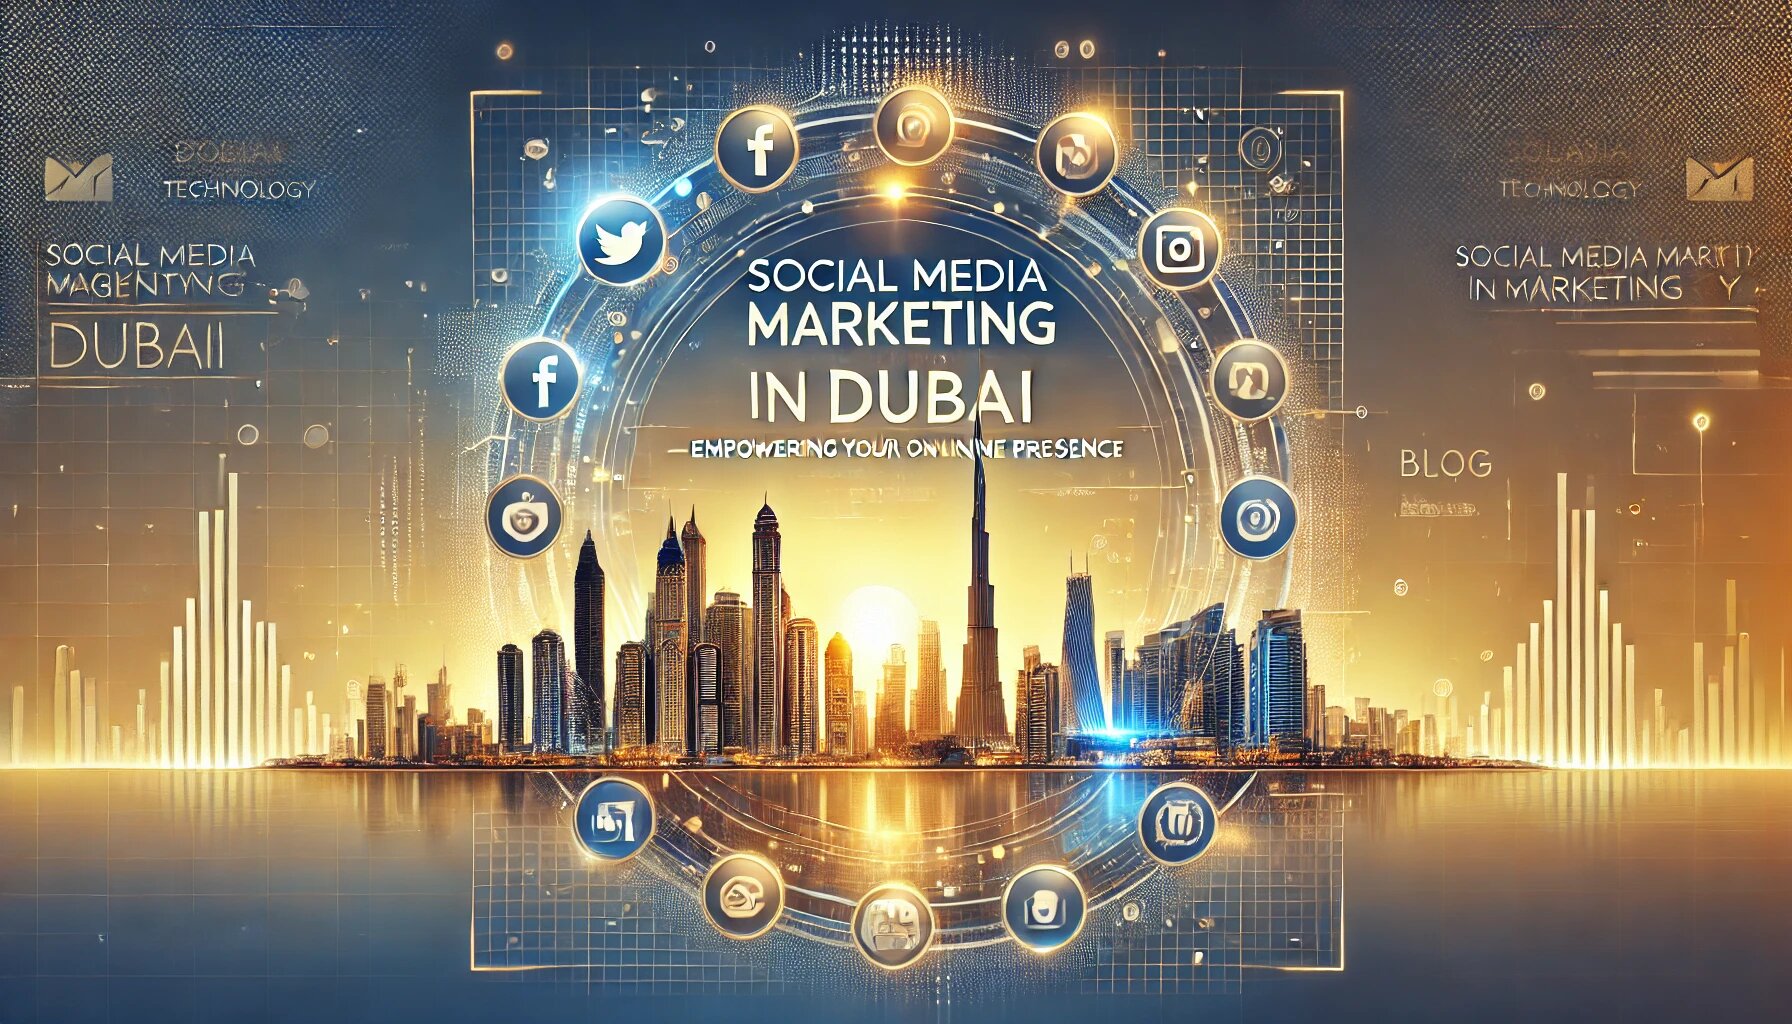 SOCIAL MEDIA
MARKETING
IN DUBAI
EMPOWERING YOUR ONLINNE PRESENCE
TECHNOLOGY
SOCIAL MEDIA
MAGENTYNG
DUBAII
TECHNOLOGY
SOCIAL MEDIA MARKTIY
IN MARKETING Y
BLOG